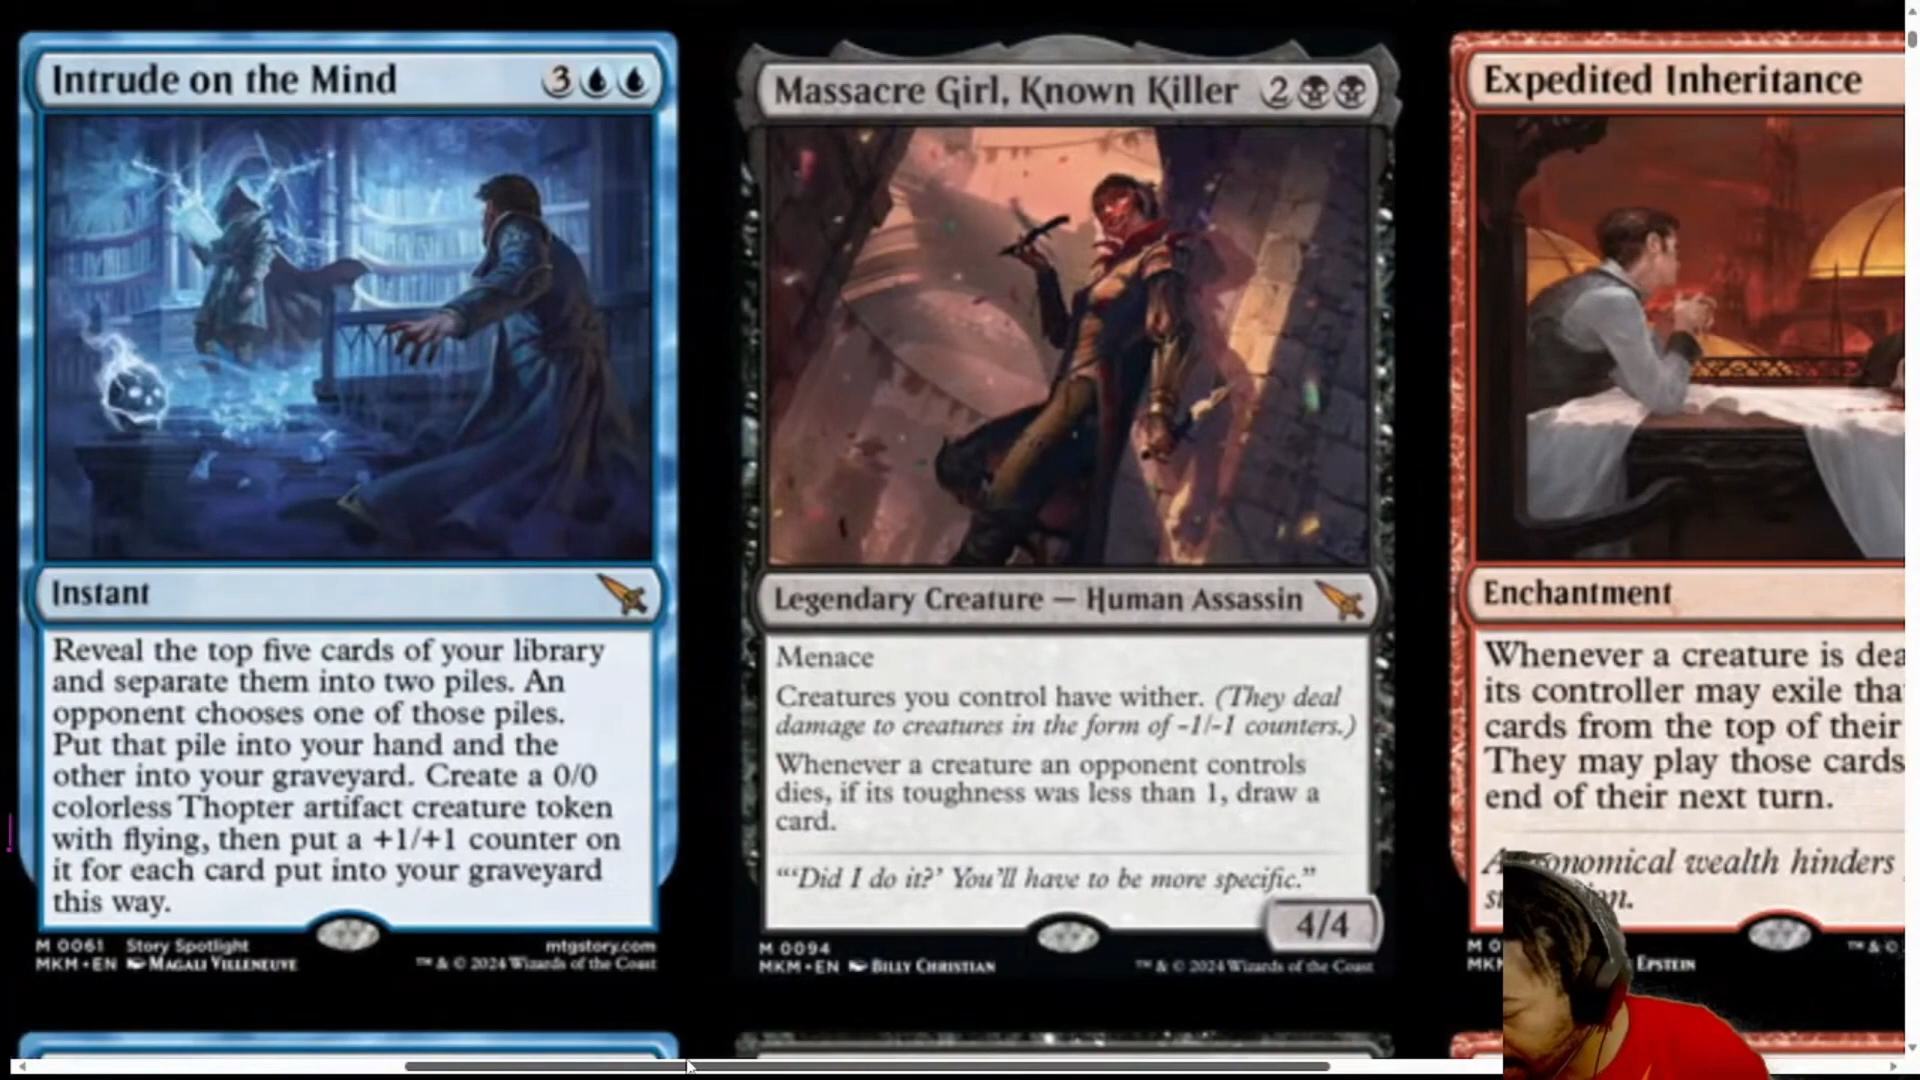 Intrude on the Mind 3
Instant
Reveal the top five cards of your library
and separate them into two piles. An
opponent chooses one of those piles.
Put that pile into your hand and the
other into your graveyard. Create a 0/0
colorless Thopter artifact creature token
with flying, then put a +1/+1 counter on
it for each card put into your graveyard
this way.
M 0061 Story Spotlight mtgstory.com
MKM • EN MAGALI VILLENEUVE ™ & © 2024 Wizards of the Coast
Massacre Girl, Known Killer 2
Legendary Creature — Human Assassin
Menace
Creatures you control have wither. (They deal
damage to creatures in the form of -1/-1 counters.)
Whenever a creature an opponent controls
dies, if its toughness was less than 1, draw a
card.
"'Did I do it?' You'll have to be more specific."
4/4
M 0094
MKM • EN BILLY CHRISTIAN ™ & © 2024 Wizards of the Coast
Expedited Inheritance
Enchantment
Whenever a creature is dea
its controller may exile tha
cards from the top of their
They may play those cards
end of their next turn.
wealth hinders
EPSTEIN ™ & ©